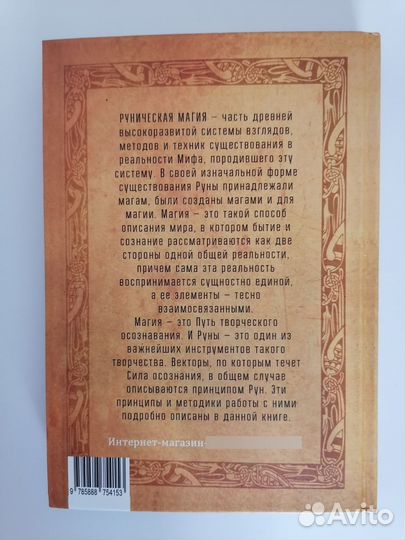 РУНИЧЕСКАЯ МАГИЯ – часть древней
высокоразвитой системы взглядов,
методов и техник существования в
реальности Мифа, породившего эту
систему. В своей изначальной форме
существования Руны принадлежали
магам, были созданы магами и для
магии. Магия – это такой способ
описания мира, в котором бытие и
сознание рассматриваются как две
стороны одной общей реальности,
причем сама эта реальность
воспринимается сущностно единой,
а ее элементы – тесно
взаимосвязанными.
Магия – это Путь творческого
осознавания. И Руны – это один из
важнейших инструментов такого
творчества. Векторы, по которым течет
Сила осознания, в общем случае
описываются принципом Рун. Эти
принципы и методики работы с ними
подробно описаны в данной книге.
Интернет-магазин-
9 785888 754153
Avito